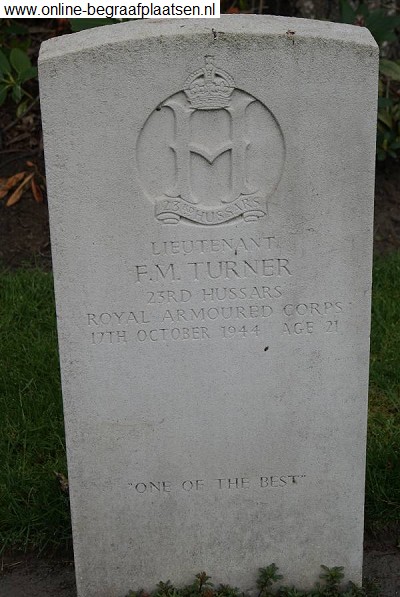 www.online-begraafplaatsen.nl
H
23RD HUSSARS
LIEUTENANT
F.M. TURNER
23RD HUSSARS
ROYAL ARMOURED CORPS
17TH OCTOBER 1944 AGE 21
"ONE OF THE BEST"